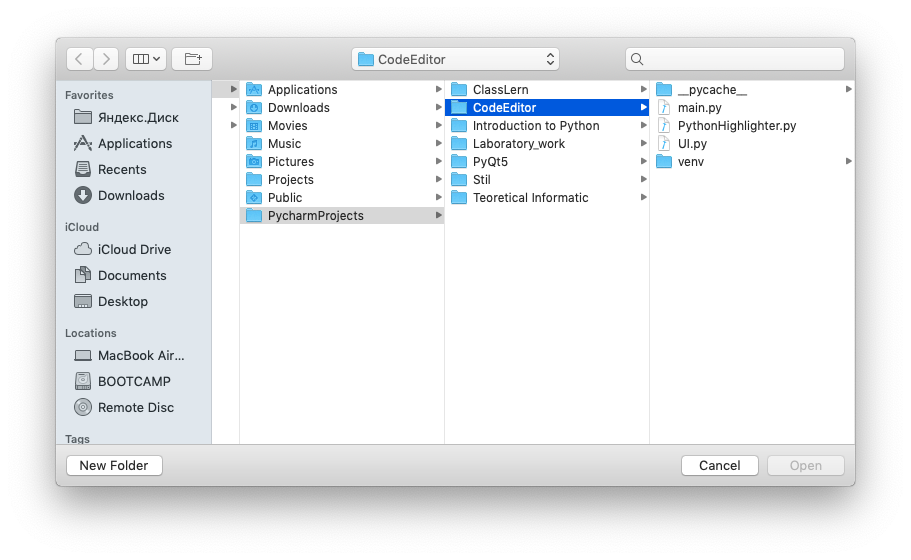 CodeEditor
Favorites
Яндекс.Диск
Applications
Recents
Downloads
iCloud
iCloud Drive
Documents
Desktop
Locations
MacBook Air...
BOOTCAMP
Remote Disc
Tags
Applications
Downloads
Movies
Music
Pictures
Projects
Public
PycharmProjects
ClassLern
CodeEditor
Introduction to Python
Laboratory_work
PyQt5
Stil
Teoretical Informatic
__pycache__
main.py
PythonHighlighter.py
UI.py
venv
New Folder
Cancel
Open